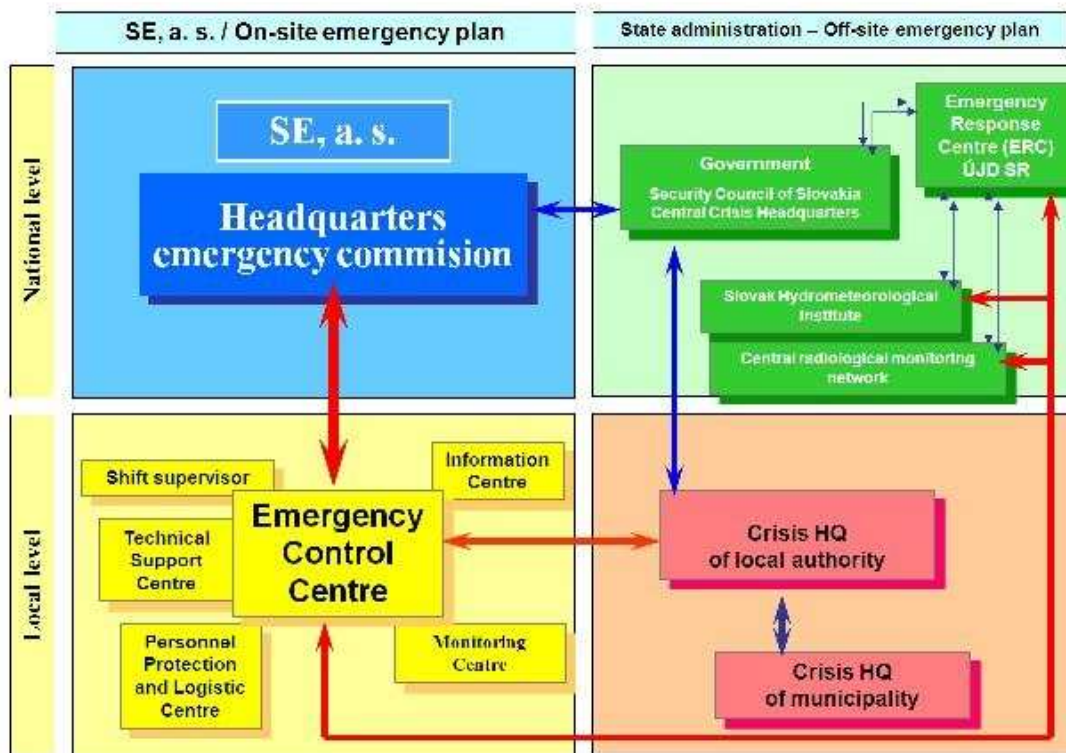 SE, a. s. / On-site emergency plan
State administration – Off-site emergency plan
National level
SE, a. s.
Headquarters
emergency commision
Government
Security Council of Slovakia
Central Crisis Headquarters
Emergency
Response
Centre (ERC)
ÚJD SR
Slovak Hydrometeorological
Institute
Central radiological monitoring
network
Local level
Shift supervisor
Information
Centre
Technical
Support
Centre
Emergency
Control
Centre
Personnel
Protection
and Logistic
Centre
Monitoring
Centre
Crisis HQ
of local authority
Crisis HQ
of municipality